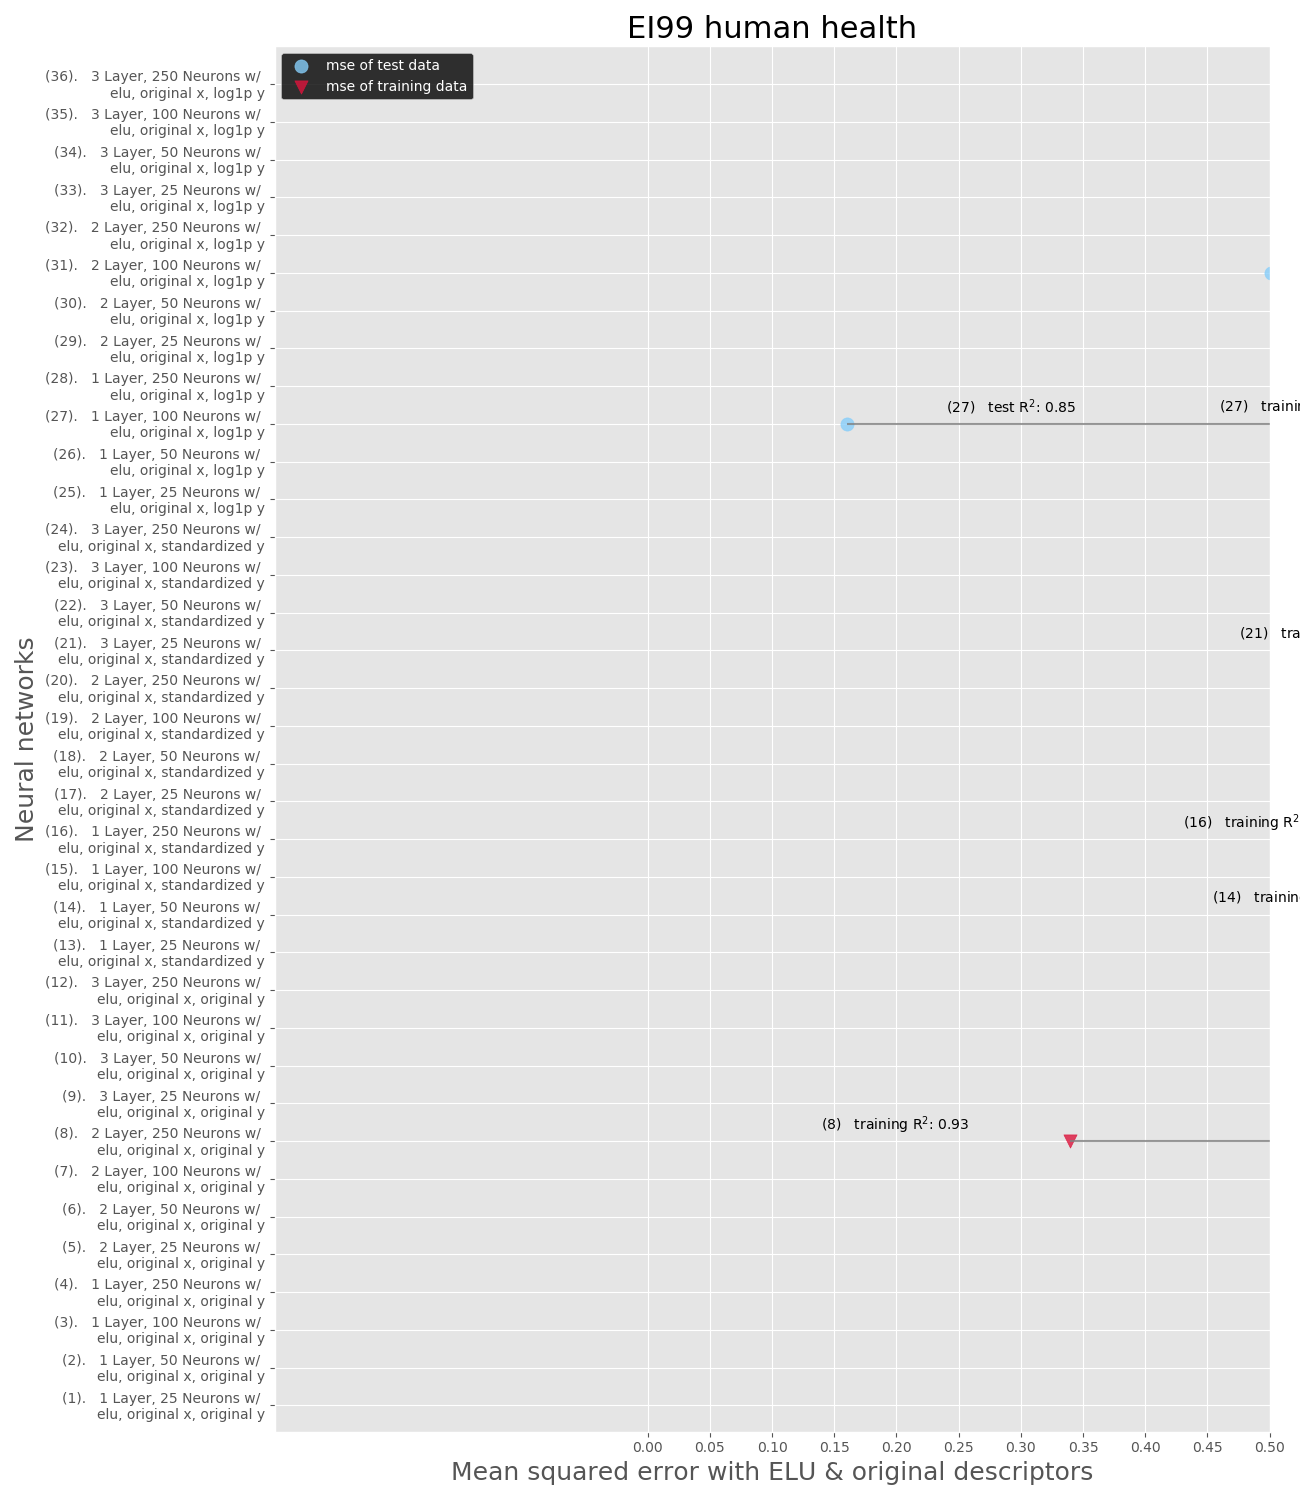 EI99 human health
mse of test data
mse of training data
(36). 3 Layer, 250 Neurons w/
elu, original x, log1p y
(35). 3 Layer, 100 Neurons w/
elu, original x, log1p y
(34). 3 Layer, 50 Neurons w/
elu, original x, log1p y
(33). 3 Layer, 25 Neurons w/
elu, original x, log1p y
(32). 2 Layer, 250 Neurons w/
elu, original x, log1p y
(31). 2 Layer, 100 Neurons w/
elu, original x, log1p y
(30). 2 Layer, 50 Neurons w/
elu, original x, log1p y
(29). 2 Layer, 25 Neurons w/
elu, original x, log1p y
(28). 1 Layer, 250 Neurons w/
elu, original x, log1p y
(27) test R²: 0.85
(27)
(27). 1 Layer, 100 Neurons w/
elu, original x, log1p y
(26). 1 Layer, 50 Neurons w/
elu, original x, log1p y
(25). 1 Layer, 25 Neurons w/
elu, original x, log1p y
(24). 3 Layer, 250 Neurons w/
elu, original x, standardized y
(23). 3 Layer, 100 Neurons w/
elu, original x, standardized y
(22). 3 Layer, 50 Neurons w/
elu, original x, standardized y
(21)
(21). 3 Layer, 25 Neurons w/
elu, original x, standardized y
(20). 2 Layer, 250 Neurons w/
elu, original x, standardized y
(19). 2 Layer, 100 Neurons w/
elu, original x, standardized y
(18). 2 Layer, 50 Neurons w/
elu, original x, standardized y
(17). 2 Layer, 25 Neurons w/
elu, original x, standardized y
(16) training R²
(16). 1 Layer, 250 Neurons w/
elu, original x, standardized y
(15). 1 Layer, 100 Neurons w/
elu, original x, standardized y
(14)
(14). 1 Layer, 50 Neurons w/
elu, original x, standardized y
(13). 1 Layer, 25 Neurons w/
elu, original x, standardized y
(12). 3 Layer, 250 Neurons w/
elu, original x, original y
(11). 3 Layer, 100 Neurons w/
elu, original x, original y
(10). 3 Layer, 50 Neurons w/
elu, original x, original y
(9). 3 Layer, 25 Neurons w/
elu, original x, original y
(8) training R²: 0.93
(8). 2 Layer, 250 Neurons w/
elu, original x, original y
(7). 2 Layer, 100 Neurons w/
elu, original x, original y
(6). 2 Layer, 50 Neurons w/
elu, original x, original y
(5). 2 Layer, 25 Neurons w/
elu, original x, original y
(4). 1 Layer, 250 Neurons w/
elu, original x, original y
(3). 1 Layer, 100 Neurons w/
elu, original x, original y
(2). 1 Layer, 50 Neurons w/
elu, original x, original y
(1). 1 Layer, 25 Neurons w/
elu, original x, original y
Neural networks
0.00 0.05 0.10 0.15 0.20 0.25 0.30 0.35 0.40 0.45 0.50
Mean squared error with ELU & original descriptors